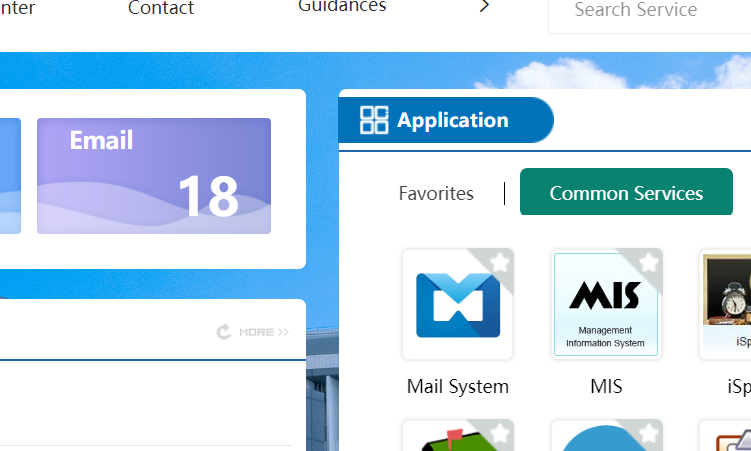 nter
Contact
Guidances
Search Service
Email
18
Application
Favorites
Common Services
MORE
MIS
Management
Information System
iSp
Mail System
MIS
iSp